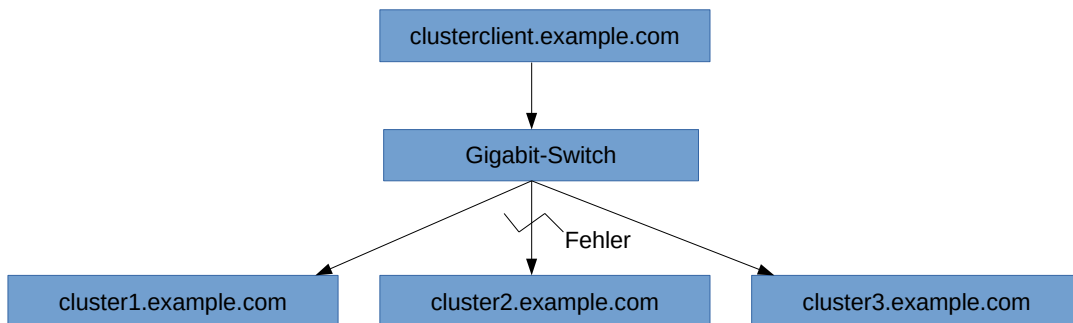 clusterclient.example.com
Gigabit-Switch
Fehler
cluster1.example.com
cluster2.example.com
cluster3.example.com